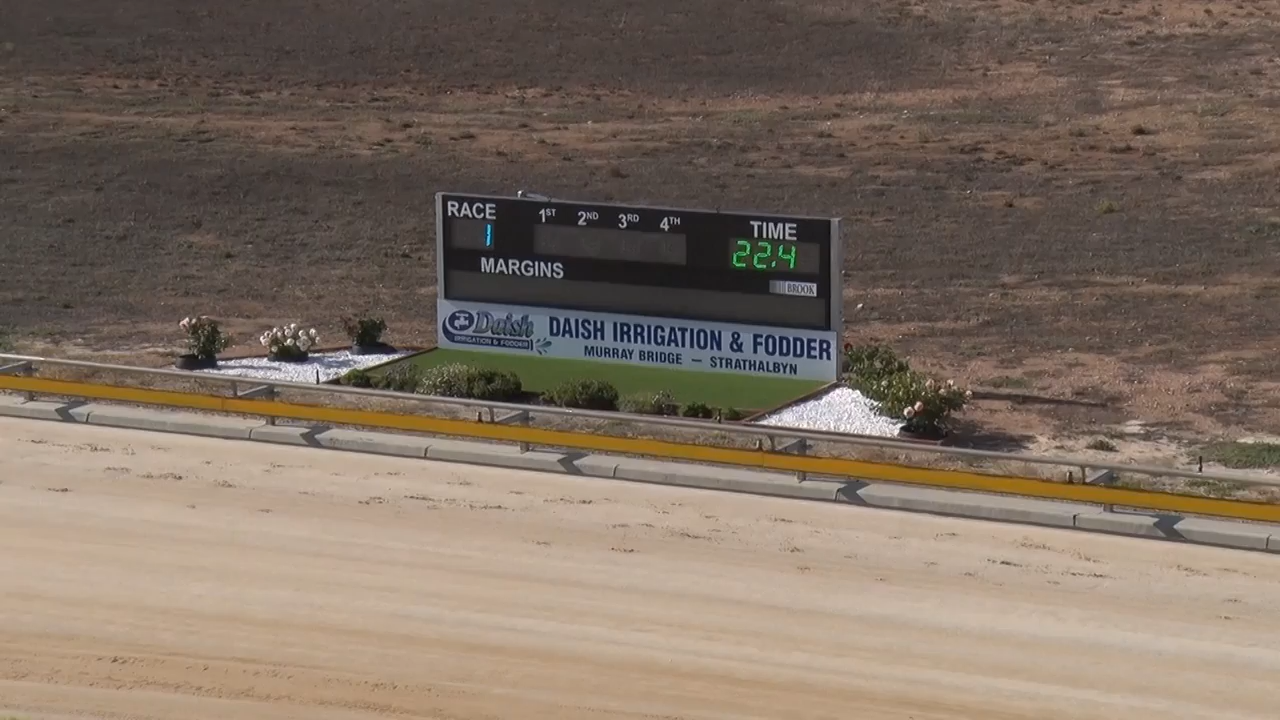 RACE 1ST 2ND 3RD 4TH TIME
1 22.4
MARGINS
BROOK
Daish DAISH IRRIGATION & FODDER
IRRIGATION & FODDER MURRAY BRIDGE — STRATHALBYN